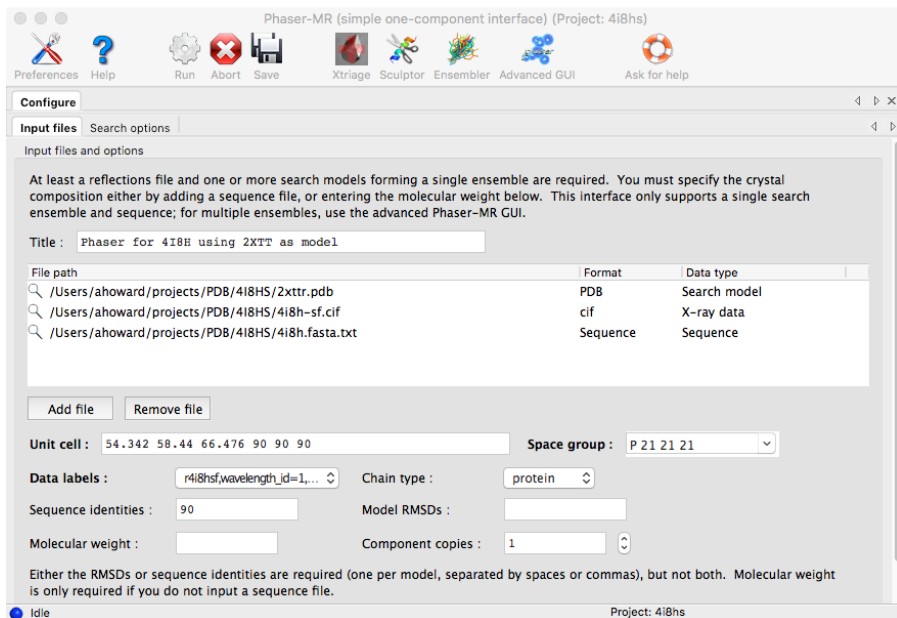 Phaser-MR (simple one-component interface) (Project: 4i8hs)
Preferences Help Run Abort Save Xtriage Sculptor Ensembler Advanced GUI Ask for help
Configure
Input files Search options
Input files and options
At least a reflections file and one or more search models forming a single ensemble are required. You must specify the crystal
composition either by adding a sequence file, or entering the molecular weight below. This interface only supports a single search
ensemble and sequence; for multiple ensembles, use the advanced Phaser-MR GUI.
Title : Phaser for 4I8H using 2XTT as model
File path Format Data type
/Users/ahoward/projects/PDB/4I8HS/2xttr.pdb PDB Search model
/Users/ahoward/projects/PDB/4I8HS/4i8h-sf.cif cif X-ray data
/Users/ahoward/projects/PDB/4I8HS/4i8h.fasta.txt Sequence Sequence
Add file Remove file
Unit cell : 54.342 58.44 66.476 90 90 90 Space group : P 21 21 21
Data labels : r4i8hsf,wavelength_id=1,... Chain type : protein
Sequence identities : 90 Model RMSDs :
Molecular weight : Component copies : 1
Either the RMSDs or sequence identities are required (one per model, separated by spaces or commas), but not both. Molecular weight
is only required if you do not input a sequence file.
Idle Project: 4i8hs